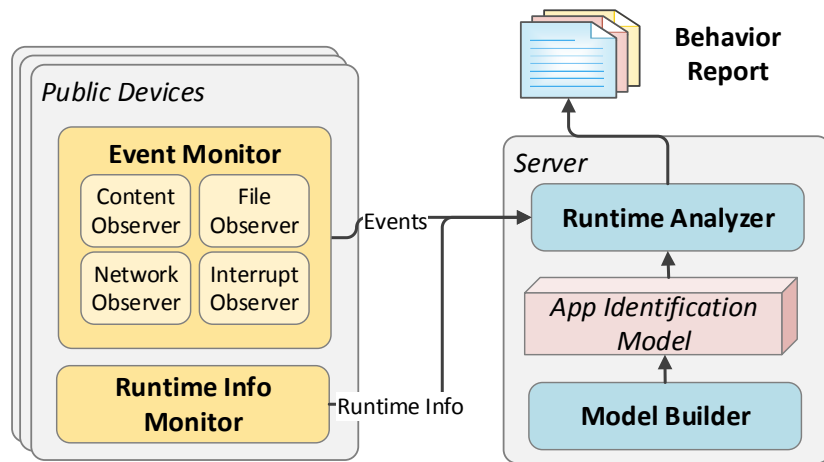 Behavior
Report
Public Devices
Event Monitor
Content
Observer
File
Observer
Network
Observer
Interrupt
Observer
Runtime Info
Monitor
Events
Runtime Info
Server
Runtime Analyzer
App Identification
Model
Model Builder